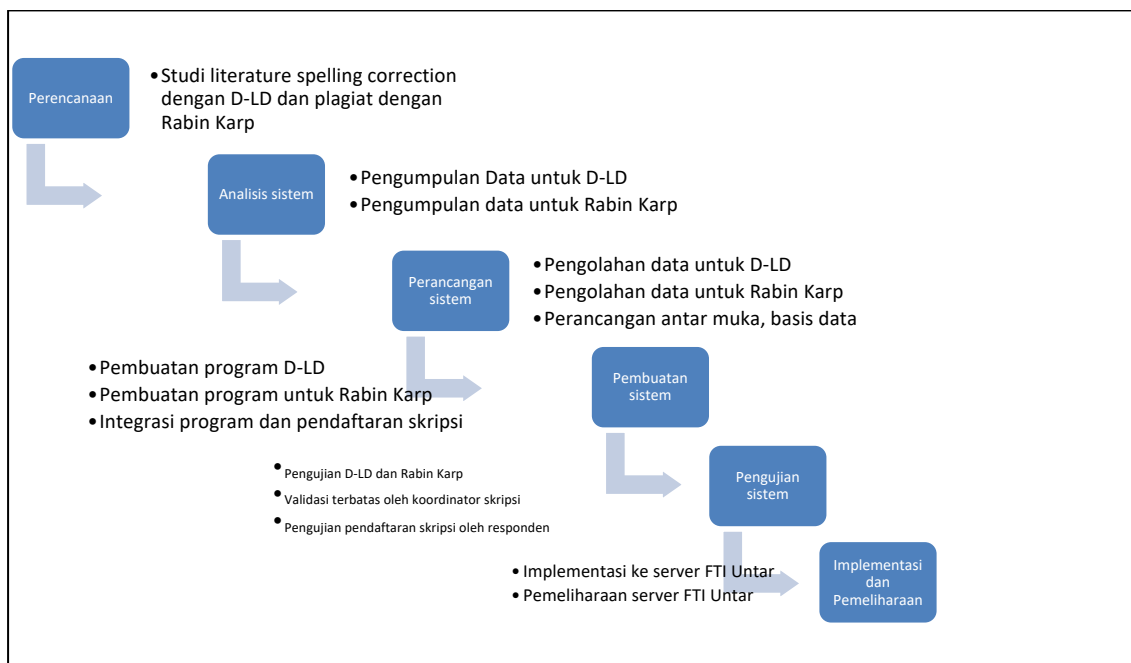 Perencanaan
•Studi literature spelling correction
dengan D-LD dan plagiat dengan
Rabin Karp
Analisis sistem
•Pengumpulan Data untuk D-LD
•Pengumpulan data untuk Rabin Karp
Perancangan
sistem
•Pengolahan data untuk D-LD
•Pengolahan data untuk Rabin Karp
•Perancangan antar muka, basis data
Pembuatan
sistem
•Pembuatan program D-LD
•Pembuatan program untuk Rabin Karp
•Integrasi program dan pendaftaran skripsi
Pengujian
sistem
•Pengujian D-LD dan Rabin Karp
•Validasi terbatas oleh koordinator skripsi
•Pengujian pendaftaran skripsi oleh responden
Implementasi
dan
Pemeliharaan
•Implementasi ke server FTI Untar
•Pemeliharaan server FTI Untar